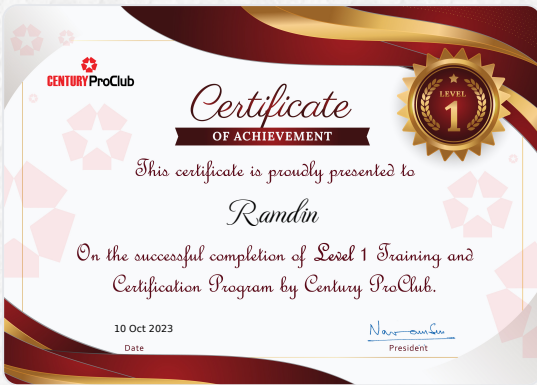 CENTURY ProClub
Certificate
OF ACHIEVEMENT
LEVEL
1
This certificate is proudly presented to
Ramdin
On the successful completion of Level 1 Training and
Certification Program by Century ProClub.
10 Oct 2023
Date
President